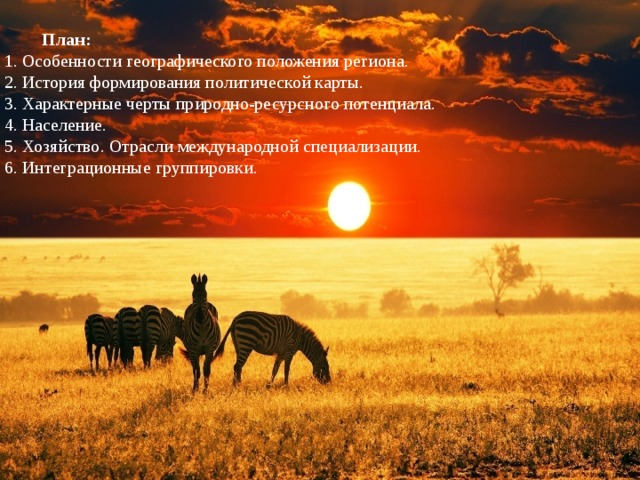 План:
1. Особенности географического положения региона.
2. История формирования политической карты.
3. Характерные черты природно-ресурсного потенциала.
4. Население.
5. Хозяйство. Отрасли международной специализации.
6. Интеграционные группировки.